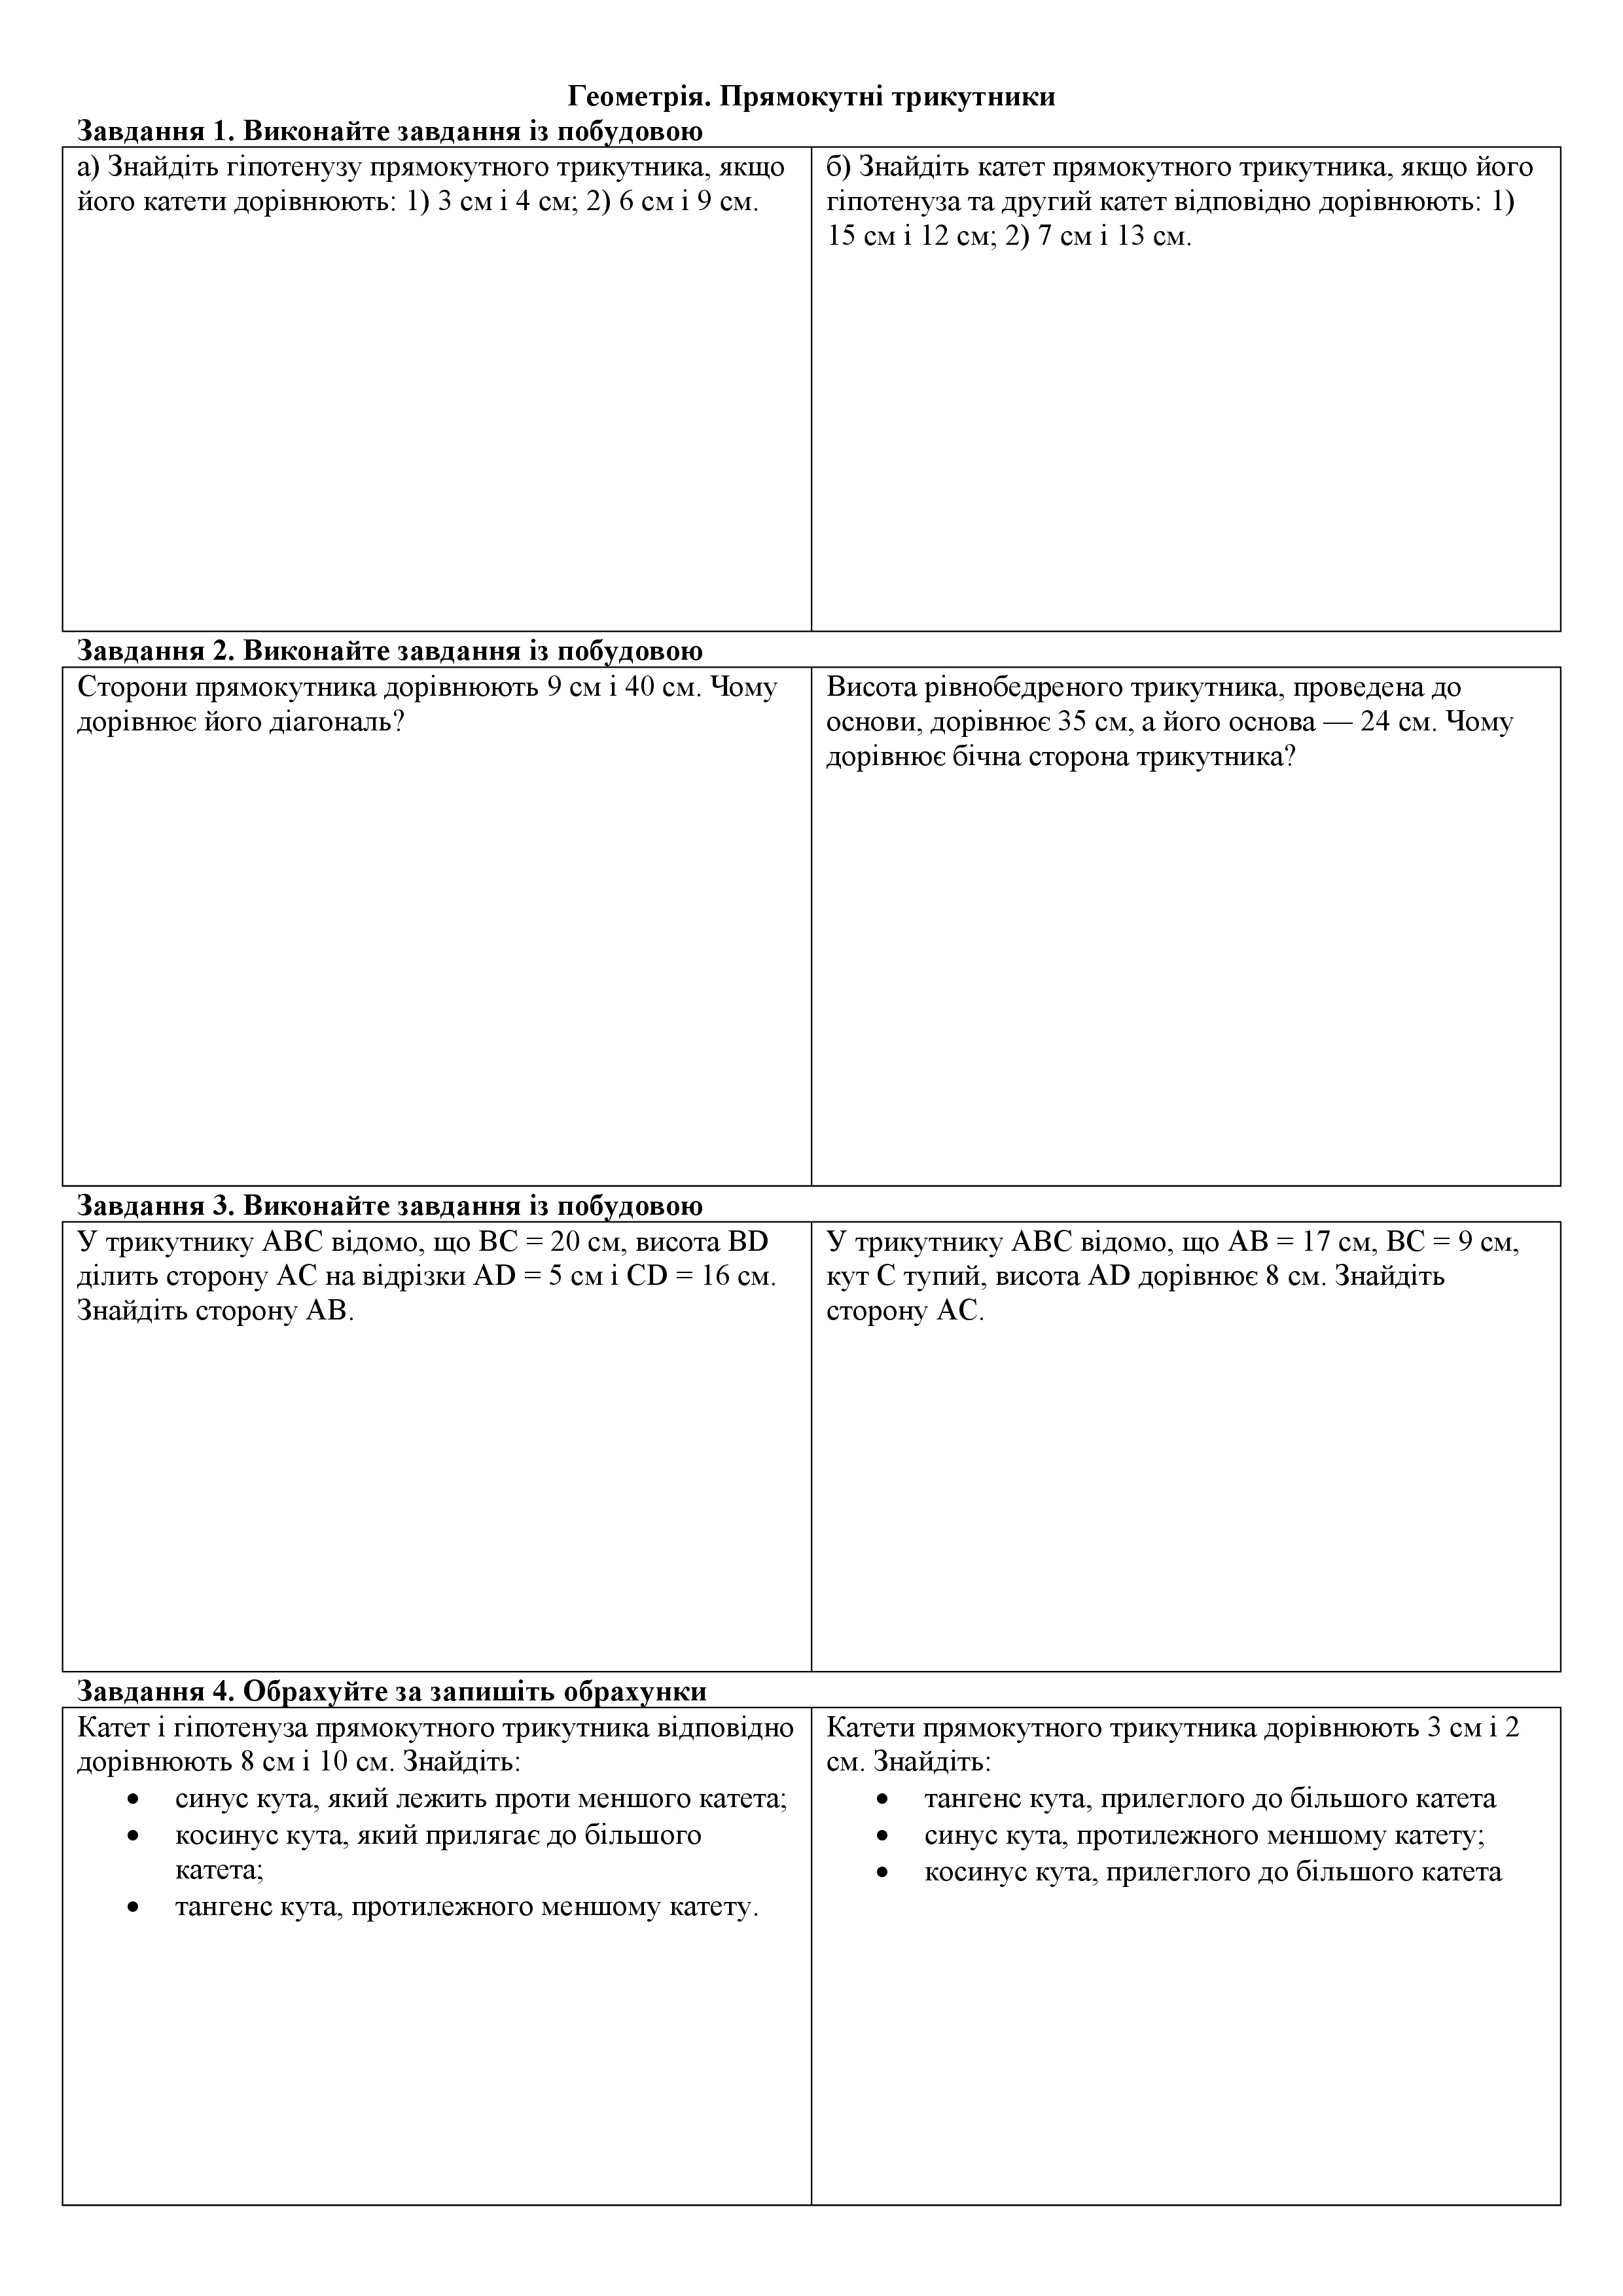 Геометрія. Прямокутні трикутники
Завдання 1. Виконайте завдання із побудовою
а) Знайдіть гіпотенузу прямокутного трикутника, якщо
його катети дорівнюють: 1) 3 см і 4 см; 2) 6 см і 9 см.
б) Знайдіть катет прямокутного трикутника, якщо його
гіпотенуза та другий катет відповідно дорівнюють: 1)
15 см і 12 см; 2) 7 см і 13 см.
Завдання 2. Виконайте завдання із побудовою
Сторони прямокутника дорівнюють 9 см і 40 см. Чому
дорівнює його діагональ?
Висота рівнобедреного трикутника, проведена до
основи, дорівнює 35 см, а його основа — 24 см. Чому
дорівнює бічна сторона трикутника?
Завдання 3. Виконайте завдання із побудовою
У трикутнику ABC відомо, що BC = 20 см, висота BD
ділить сторону AC на відрізки AD = 5 см і CD = 16 см.
Знайдіть сторону AB.
У трикутнику ABC відомо, що AB = 17 см, BC = 9 см,
кут C тупий, висота AD дорівнює 8 см. Знайдіть
сторону AC.
Завдання 4. Обрахуйте за запишіть обрахунки
Катет і гіпотенуза прямокутного трикутника відповідно
дорівнюють 8 см і 10 см. Знайдіть:
• синус кута, який лежить проти меншого катета;
• косинус кута, який прилягає до більшого
катета;
• тангенс кута, протилежного меншому катету.
Катети прямокутного трикутника дорівнюють 3 см і 2
см. Знайдіть:
• тангенс кута, прилеглого до більшого катета
• синус кута, протилежного меншому катету;
• косинус кута, прилеглого до більшого катета